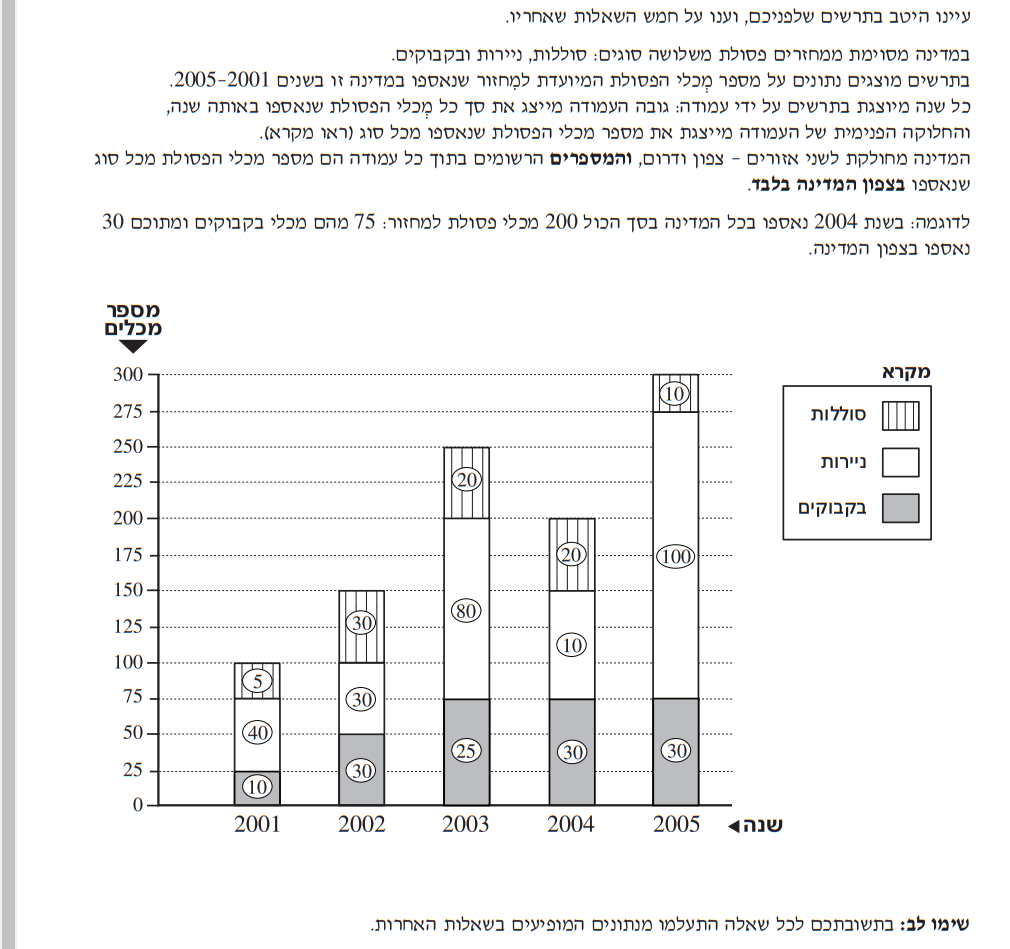 עיינו היטב בתרשים שלפניכם, וענו על חמש השאלות שאחריו.
במדינה מסוימת ממחזרים פסולת משלושה סוגים: סוללות, ניירות ובקבוקים.
בתרשים מוצגים נתונים על מספר מְכלי הפסולת המיועדת למִחזור שנאספו במדינה זו בשנים 2001–2005.
כל שנה מיוצגת בתרשים על ידי עמודה: גובה העמודה מייצג את סך כל מְכלי הפסולת שנאספו באותה שנה,
והחלוקה הפנימית של העמודה מייצגת את מספר מכלי הפסולת שנאספו מכל סוג (ראו מקרא).
המדינה מחולקת לשני אזורים – צפון ודרום, והמספרים הרשומים בתוך כל עמודה הם מספר מכלי הפסולת מכל סוג
שנאספו בצפון המדינה בלבד.
לדוגמה: בשנת 2004 נאספו בכל המדינה בסך הכול 200 מכלי פסולת למחזור: 75 מהם מכלי בקבוקים ומתוכם 30
נאספו בצפון המדינה.
מספר
מכלים
300
275
250
225
200
175
150
125
100
75
50
25
0
5
40
10
30
30
30
20
80
25
20
10
30
10
100
30
2001 2002 2003 2004 2005
שנה
מקרא
סוללות
ניירות
בקבוקים
שימו לב: בתשובתכם לכל שאלה התעלמו מנתונים המופיעים בשאלות האחרות.